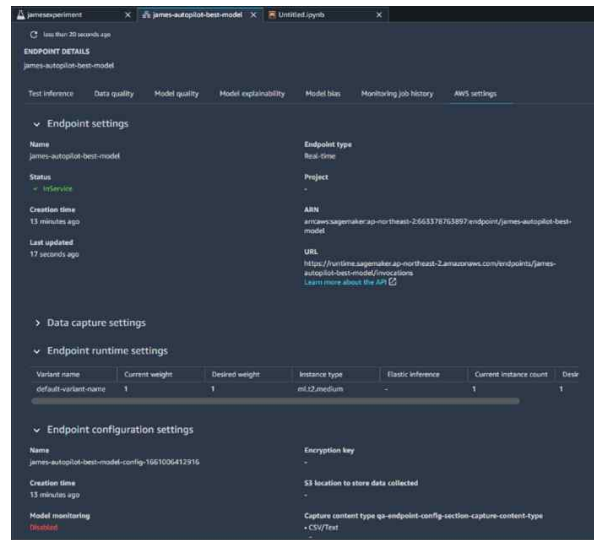 jamesexperiment
james-autopilot-best-model
Untitled.ipynb
less than 20 seconds ago
ENDPOINT DETAILS
james-autopilot-best-model
Test inference Data quality Model quality Model explainability Model bias Monitoring job history AWS settings
Endpoint settings
Name
james-autopilot-best-model
Endpoint type
Real-time
Status
InService
Project
-
Creation time
13 minutes ago
ARN
arn:aws:sagemaker:ap-northeast-2:663378763897:endpoint/james-autopilot-best-
model
Last updated
17 seconds ago
URL
https://runtime.sagemaker.ap-northeast-2.amazonaws.com/endpoints/james-
autopilot-best-model/invocations
Learn more about the API
Data capture settings
Endpoint runtime settings
Variant name Current weight Desired weight Instance type Elastic inference Current instance count Desir
default-variant-name 1 1 ml.t2.medium - 1 1
Endpoint configuration settings
Name
james-autopilot-best-model-config-1661006412916
Encryption key
-
Creation time
13 minutes ago
S3 location to store data collected
-
Model monitoring
Disabled
Capture content type qa-endpoint-config-section-capture-content-type
• CSV/Text